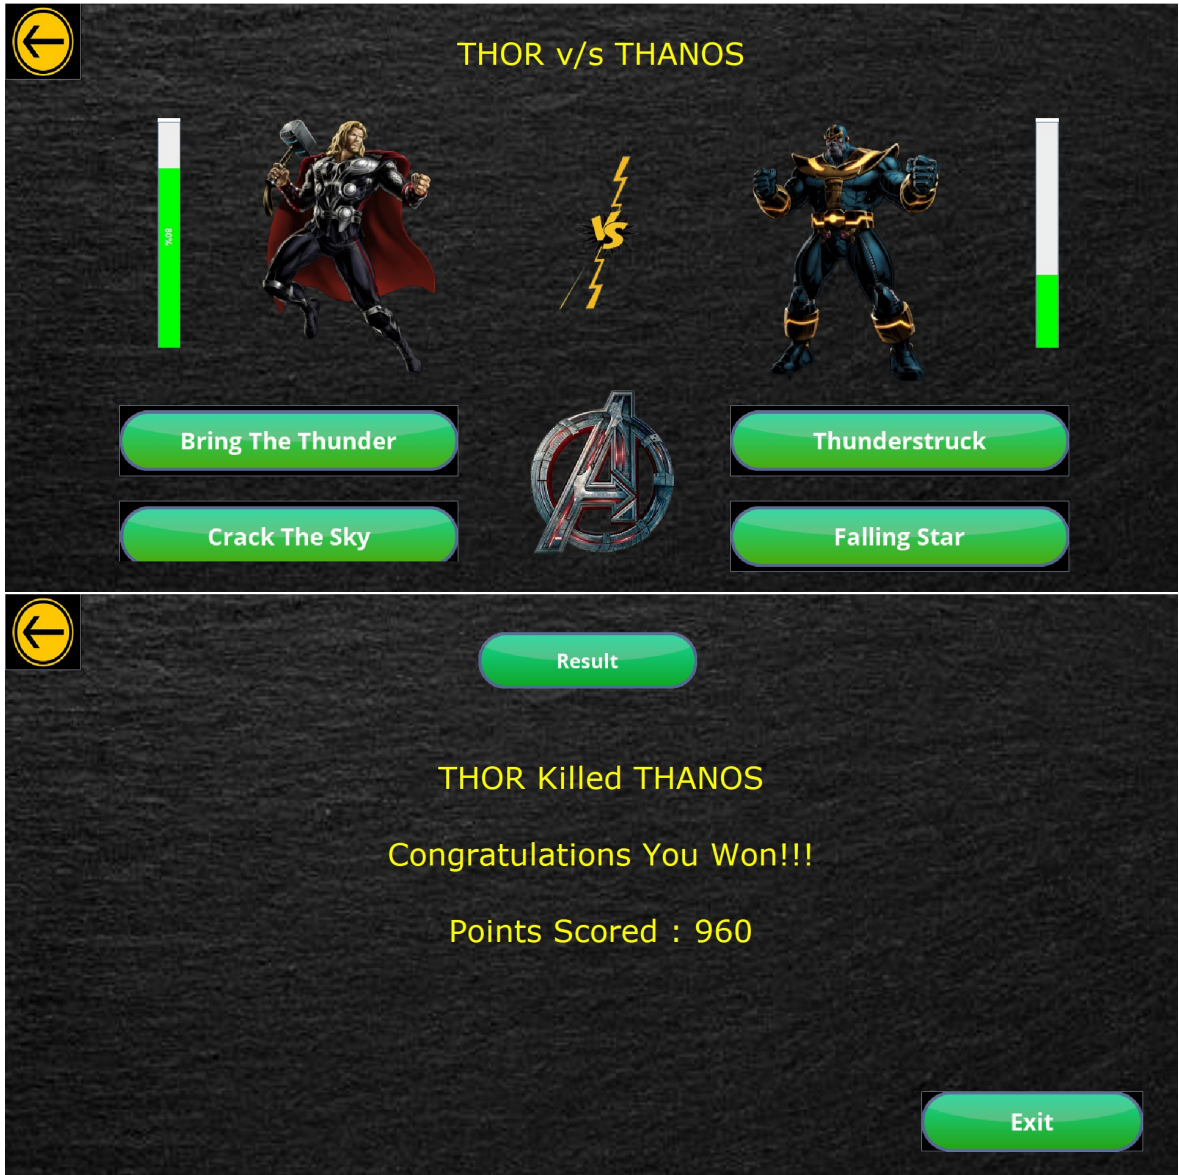 THOR v/s THANOS
80%
VS
Bring The Thunder
Thunderstruck
Crack The Sky
Falling Star
Result
THOR Killed THANOS
Congratulations You Won!!!
Points Scored : 960
Exit